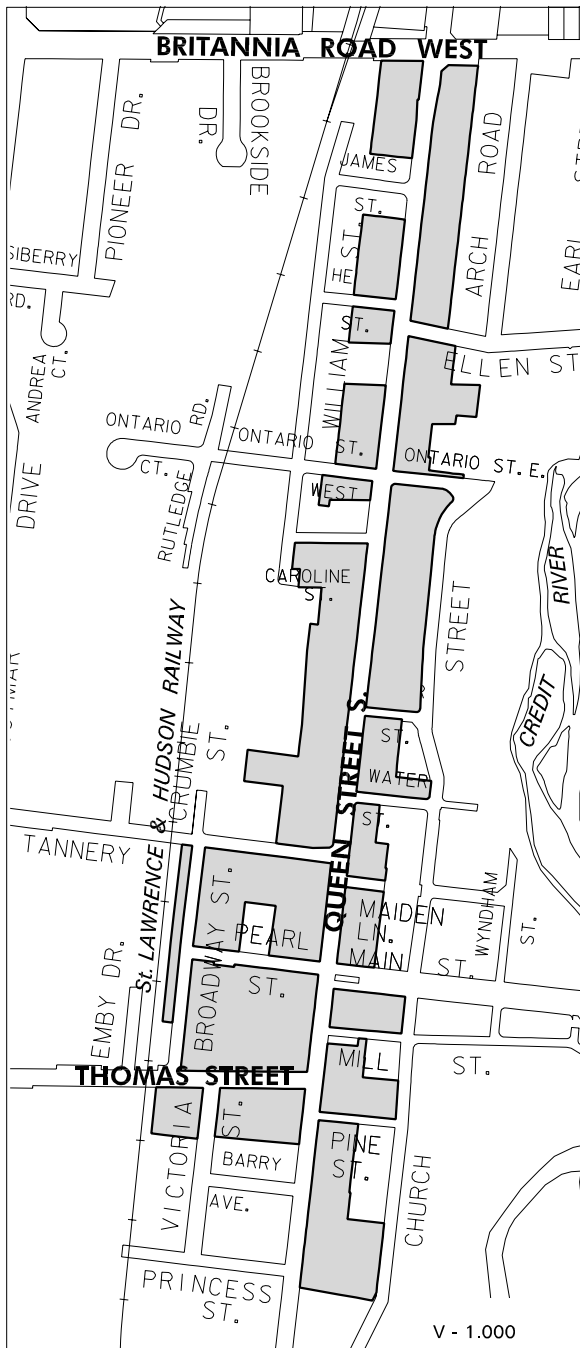 BRITANNIA ROAD WEST
PIONEER DR.
BROOKSIDE
DR.
JAMES
ST.
ARCH ROAD
SIBERRY
RD.
HE
ST.
ST.
WILLIAM
ELLEN ST
ANDREA
CT.
ONTARIO RD.
ONTARIO
ST.
ONTARIO ST. E.
CT.
RUTLEDGE
WEST
DRIVE
CAROLINE
ST.
RIVER
CREDIT
STREET
St. LAWRENCE & HUDSON RAILWAY
QUEEN STREET S.
CRUMBIE
ST.
ST.
WATER
ST.
TANNERY
BROADWAY ST.
PEARL
ST.
MAIDEN
LN.
MAIN
ST.
WYNDHAM
ST.
EMBY DR.
THOMAS STREET
MILL
ST.
VICTORIA
ST.
PINE
ST.
BARRY
AVE.
CHURCH
PRINCESS
ST.
V - 1.000